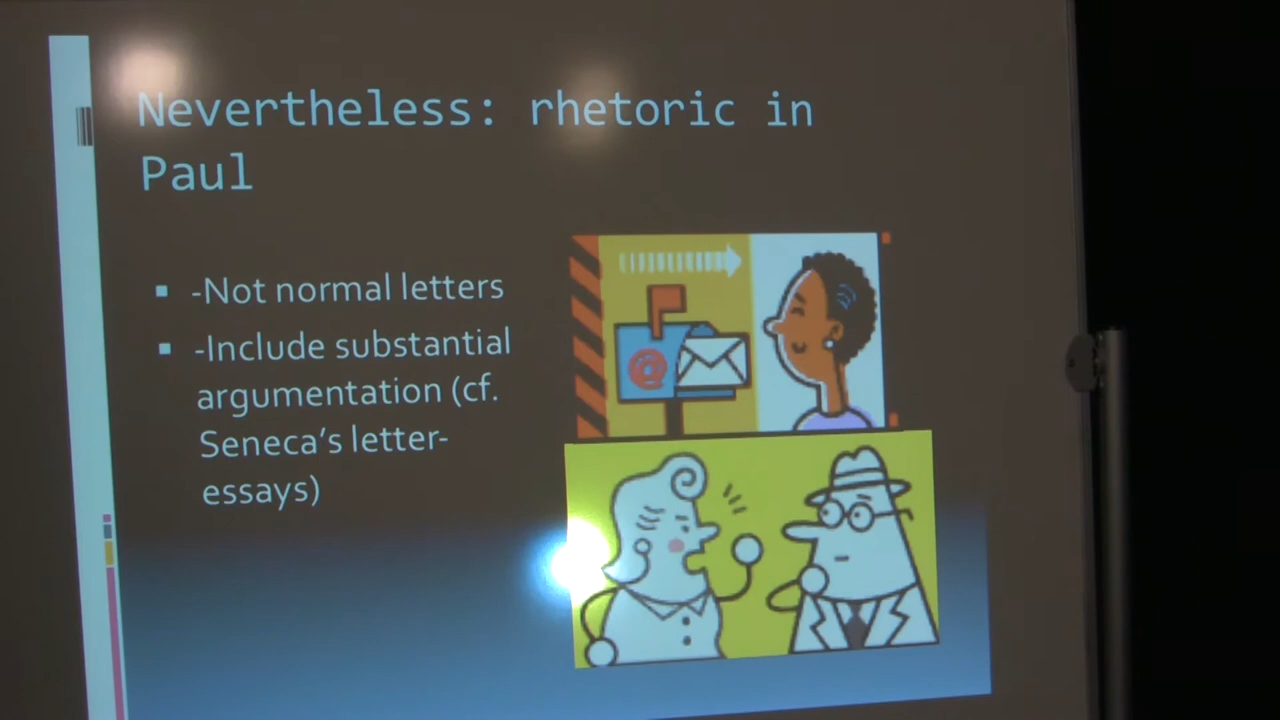 Nevertheless: rhetoric in
Paul
-Not normal letters
-Include substantial
argumentation (cf.
Seneca's letter-
essays)
@